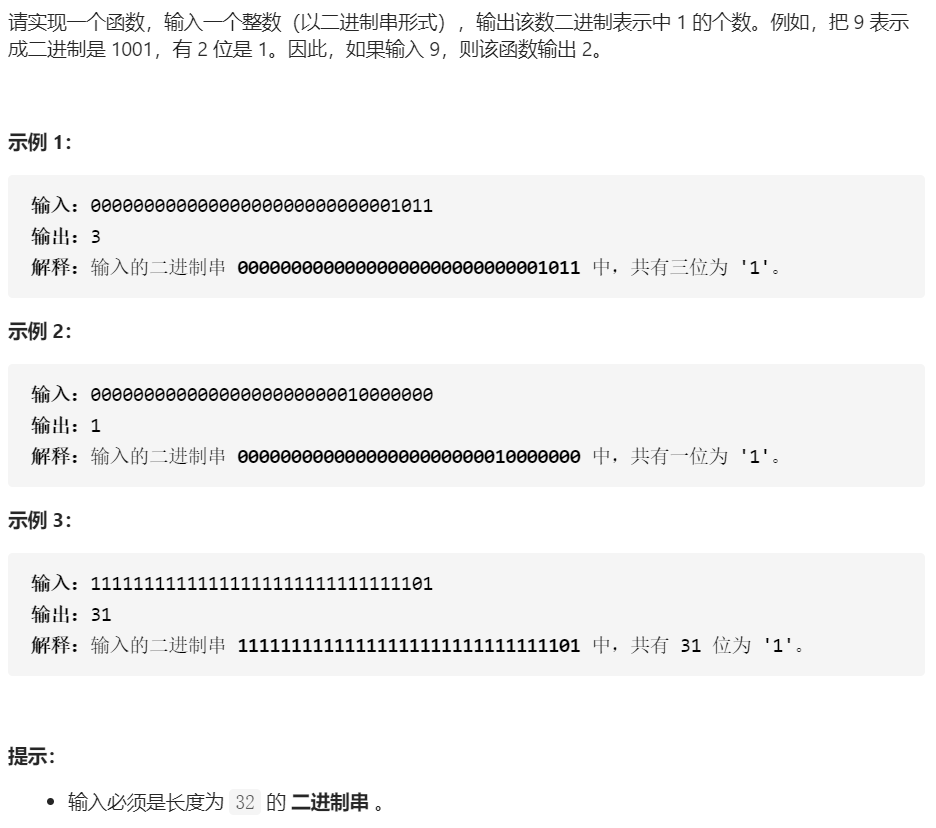 请实现一个函数，输入一个整数（以二进制串形式），输出该数二进制表示中 1 的个数。例如，把 9 表示
成二进制是 1001，有 2 位是 1。因此，如果输入 9，则该函数输出 2。
示例 1：
输入：00000000000000000000000000001011
输出：3
解释：输入的二进制串 00000000000000000000000000001011 中，共有三位为 '1'。
示例 2：
输入：00000000000000000000000010000000
输出：1
解释：输入的二进制串 00000000000000000000000010000000 中，共有一位为 '1'。
示例 3：
输入：11111111111111111111111111111101
输出：31
解释：输入的二进制串 11111111111111111111111111111101 中，共有 31 位为 '1'。
提示：
• 输入必须是长度为 32 的 二进制串 。